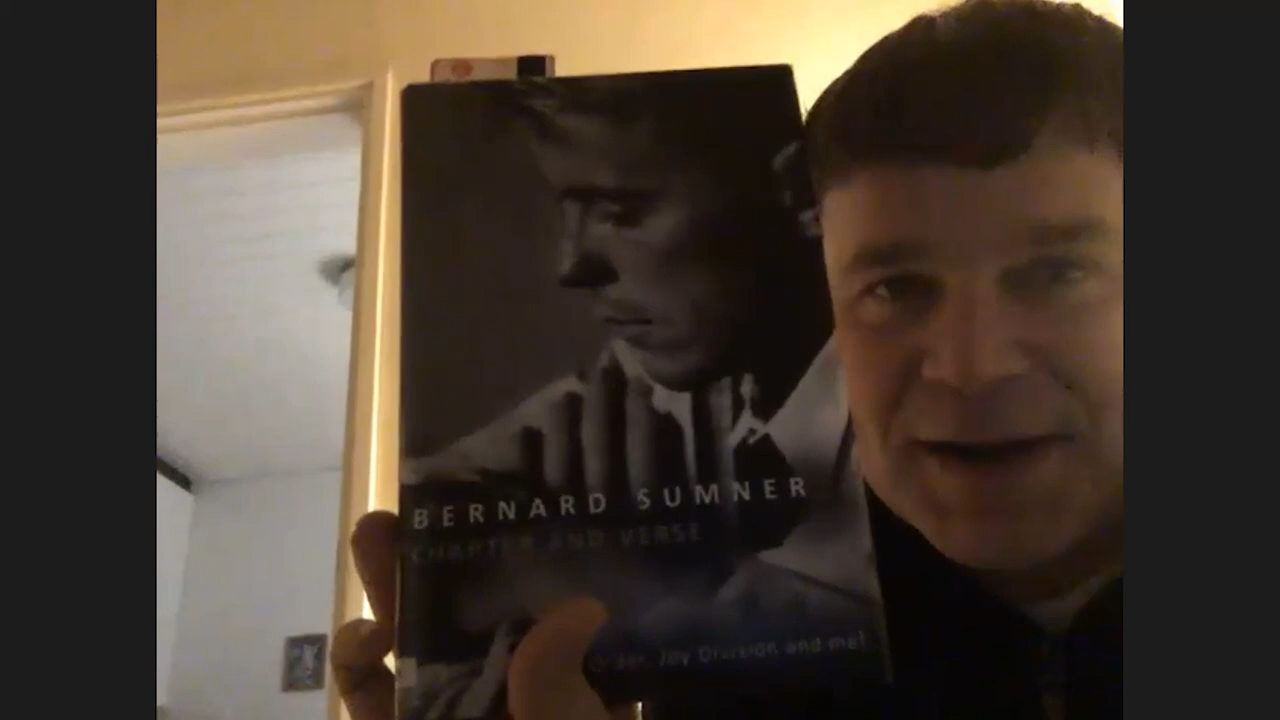 BERNARD SUMNER
CHAPTER AND VERSE
Joy Division and me]